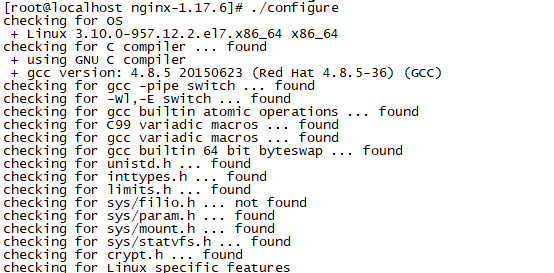 [root@localhost nginx-1.17.6]# ./configure
checking for OS
+ Linux 3.10.0-957.12.2.el7.x86_64 x86_64
checking for C compiler ... found
+ using GNU C compiler
+ gcc version: 4.8.5 20150623 (Red Hat 4.8.5-36) (GCC)
checking for gcc -pipe switch ... found
checking for -Wl,-E switch ... found
checking for gcc builtin atomic operations ... found
checking for C99 variadic macros ... found
checking for gcc variadic macros ... found
checking for gcc builtin 64 bit byteswap ... found
checking for unistd.h ... found
checking for inttypes.h ... found
checking for limits.h ... found
checking for sys/filio.h ... not found
checking for sys/param.h ... found
checking for sys/mount.h ... found
checking for sys/statvfs.h ... found
checking for crypt.h ... found
checking for Linux specific features